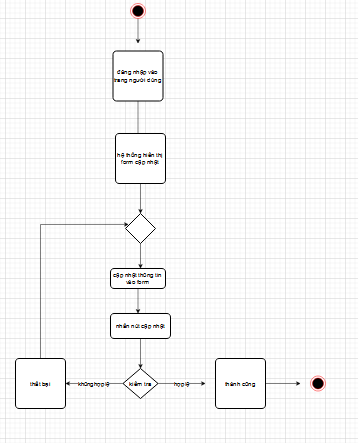 đăng nhập vào
trang người dùng
hệ thống hiển thị
form cập nhật
cập nhật thông tin
vào form
nhấn nút cập nhật
thất bại
không hợp lệ
kiểm tra
hợp lệ
thành công